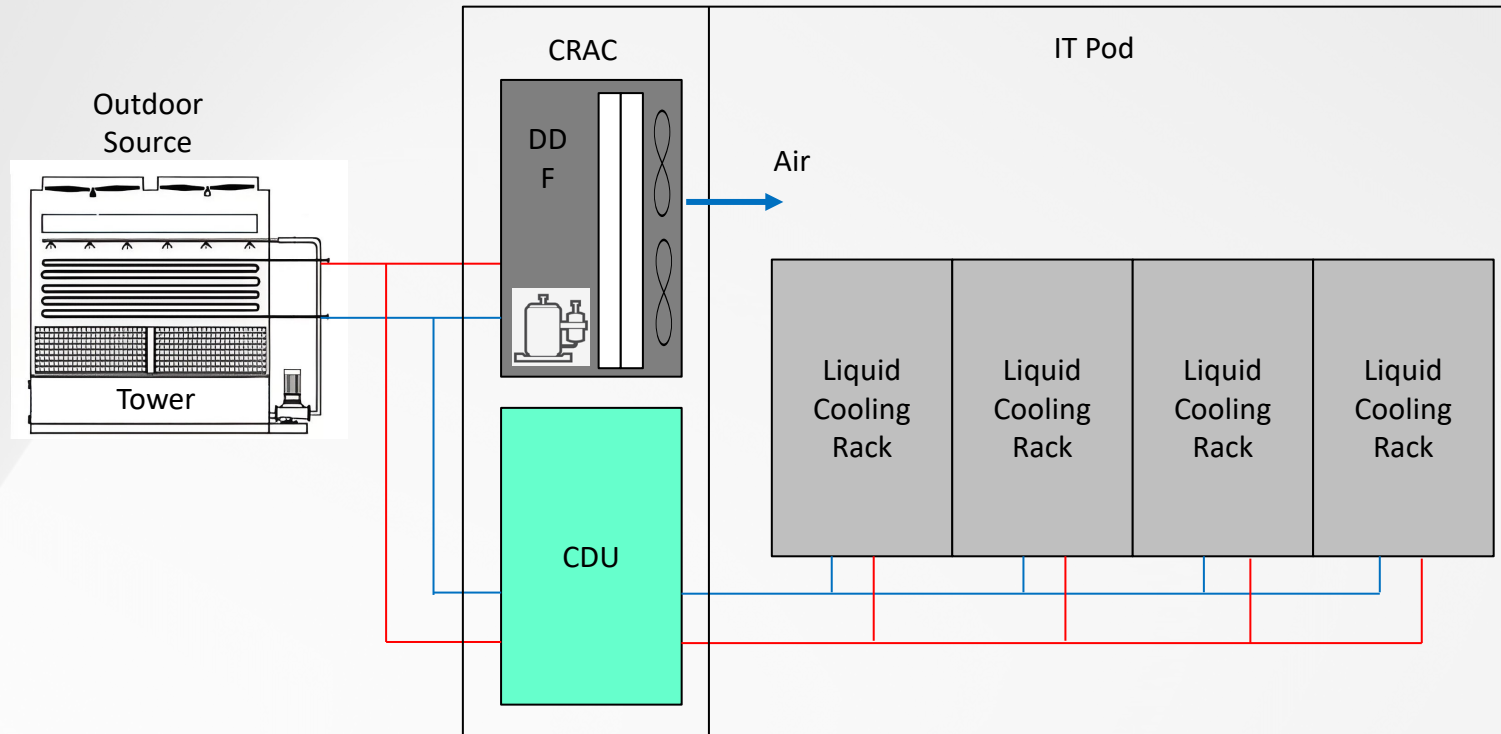 CRAC
IT Pod
Outdoor
Source
DD
F
Air
Tower
Liquid
Cooling
Rack
Liquid
Cooling
Rack
Liquid
Cooling
Rack
Liquid
Cooling
Rack
CDU